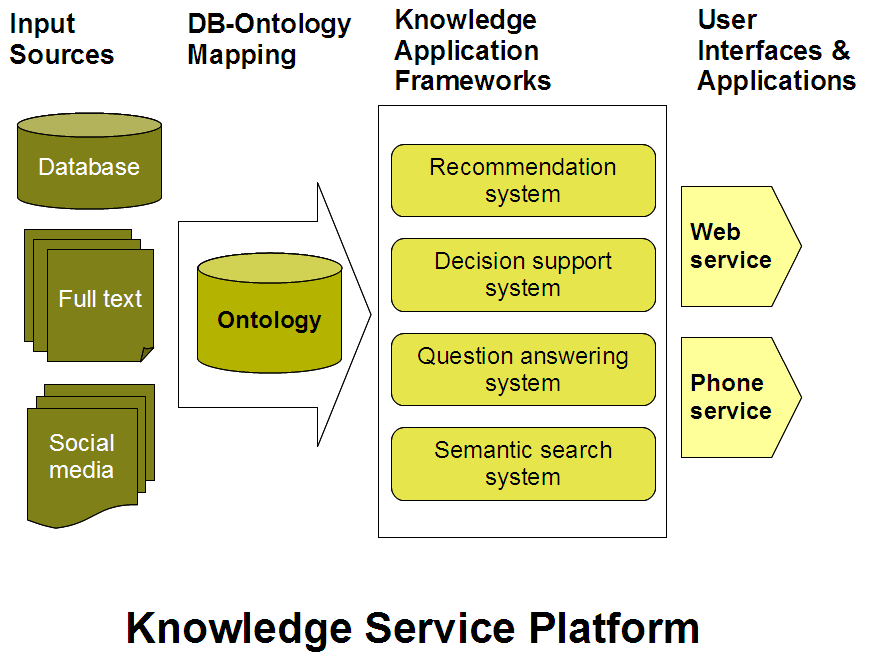 Input
Sources
DB-Ontology
Mapping
Knowledge
Application
Frameworks
User
Interfaces &
Applications
Database
Full text
Social
media
Ontology
Recommendation
system
Decision support
system
Question answering
system
Semantic search
system
Web
service
Phone
service
Knowledge Service Platform